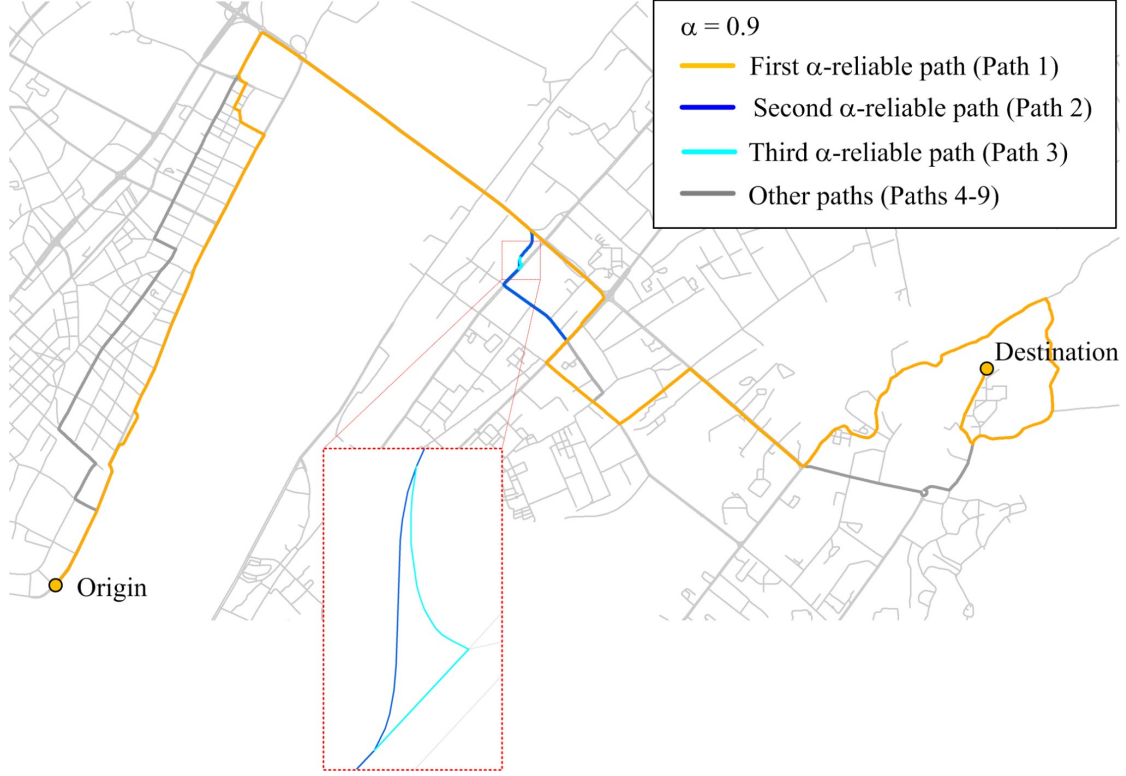 α = 0.9
First α-reliable path (Path 1)
Second α-reliable path (Path 2)
Third α-reliable path (Path 3)
Other paths (Paths 4-9)
Destination
Origin